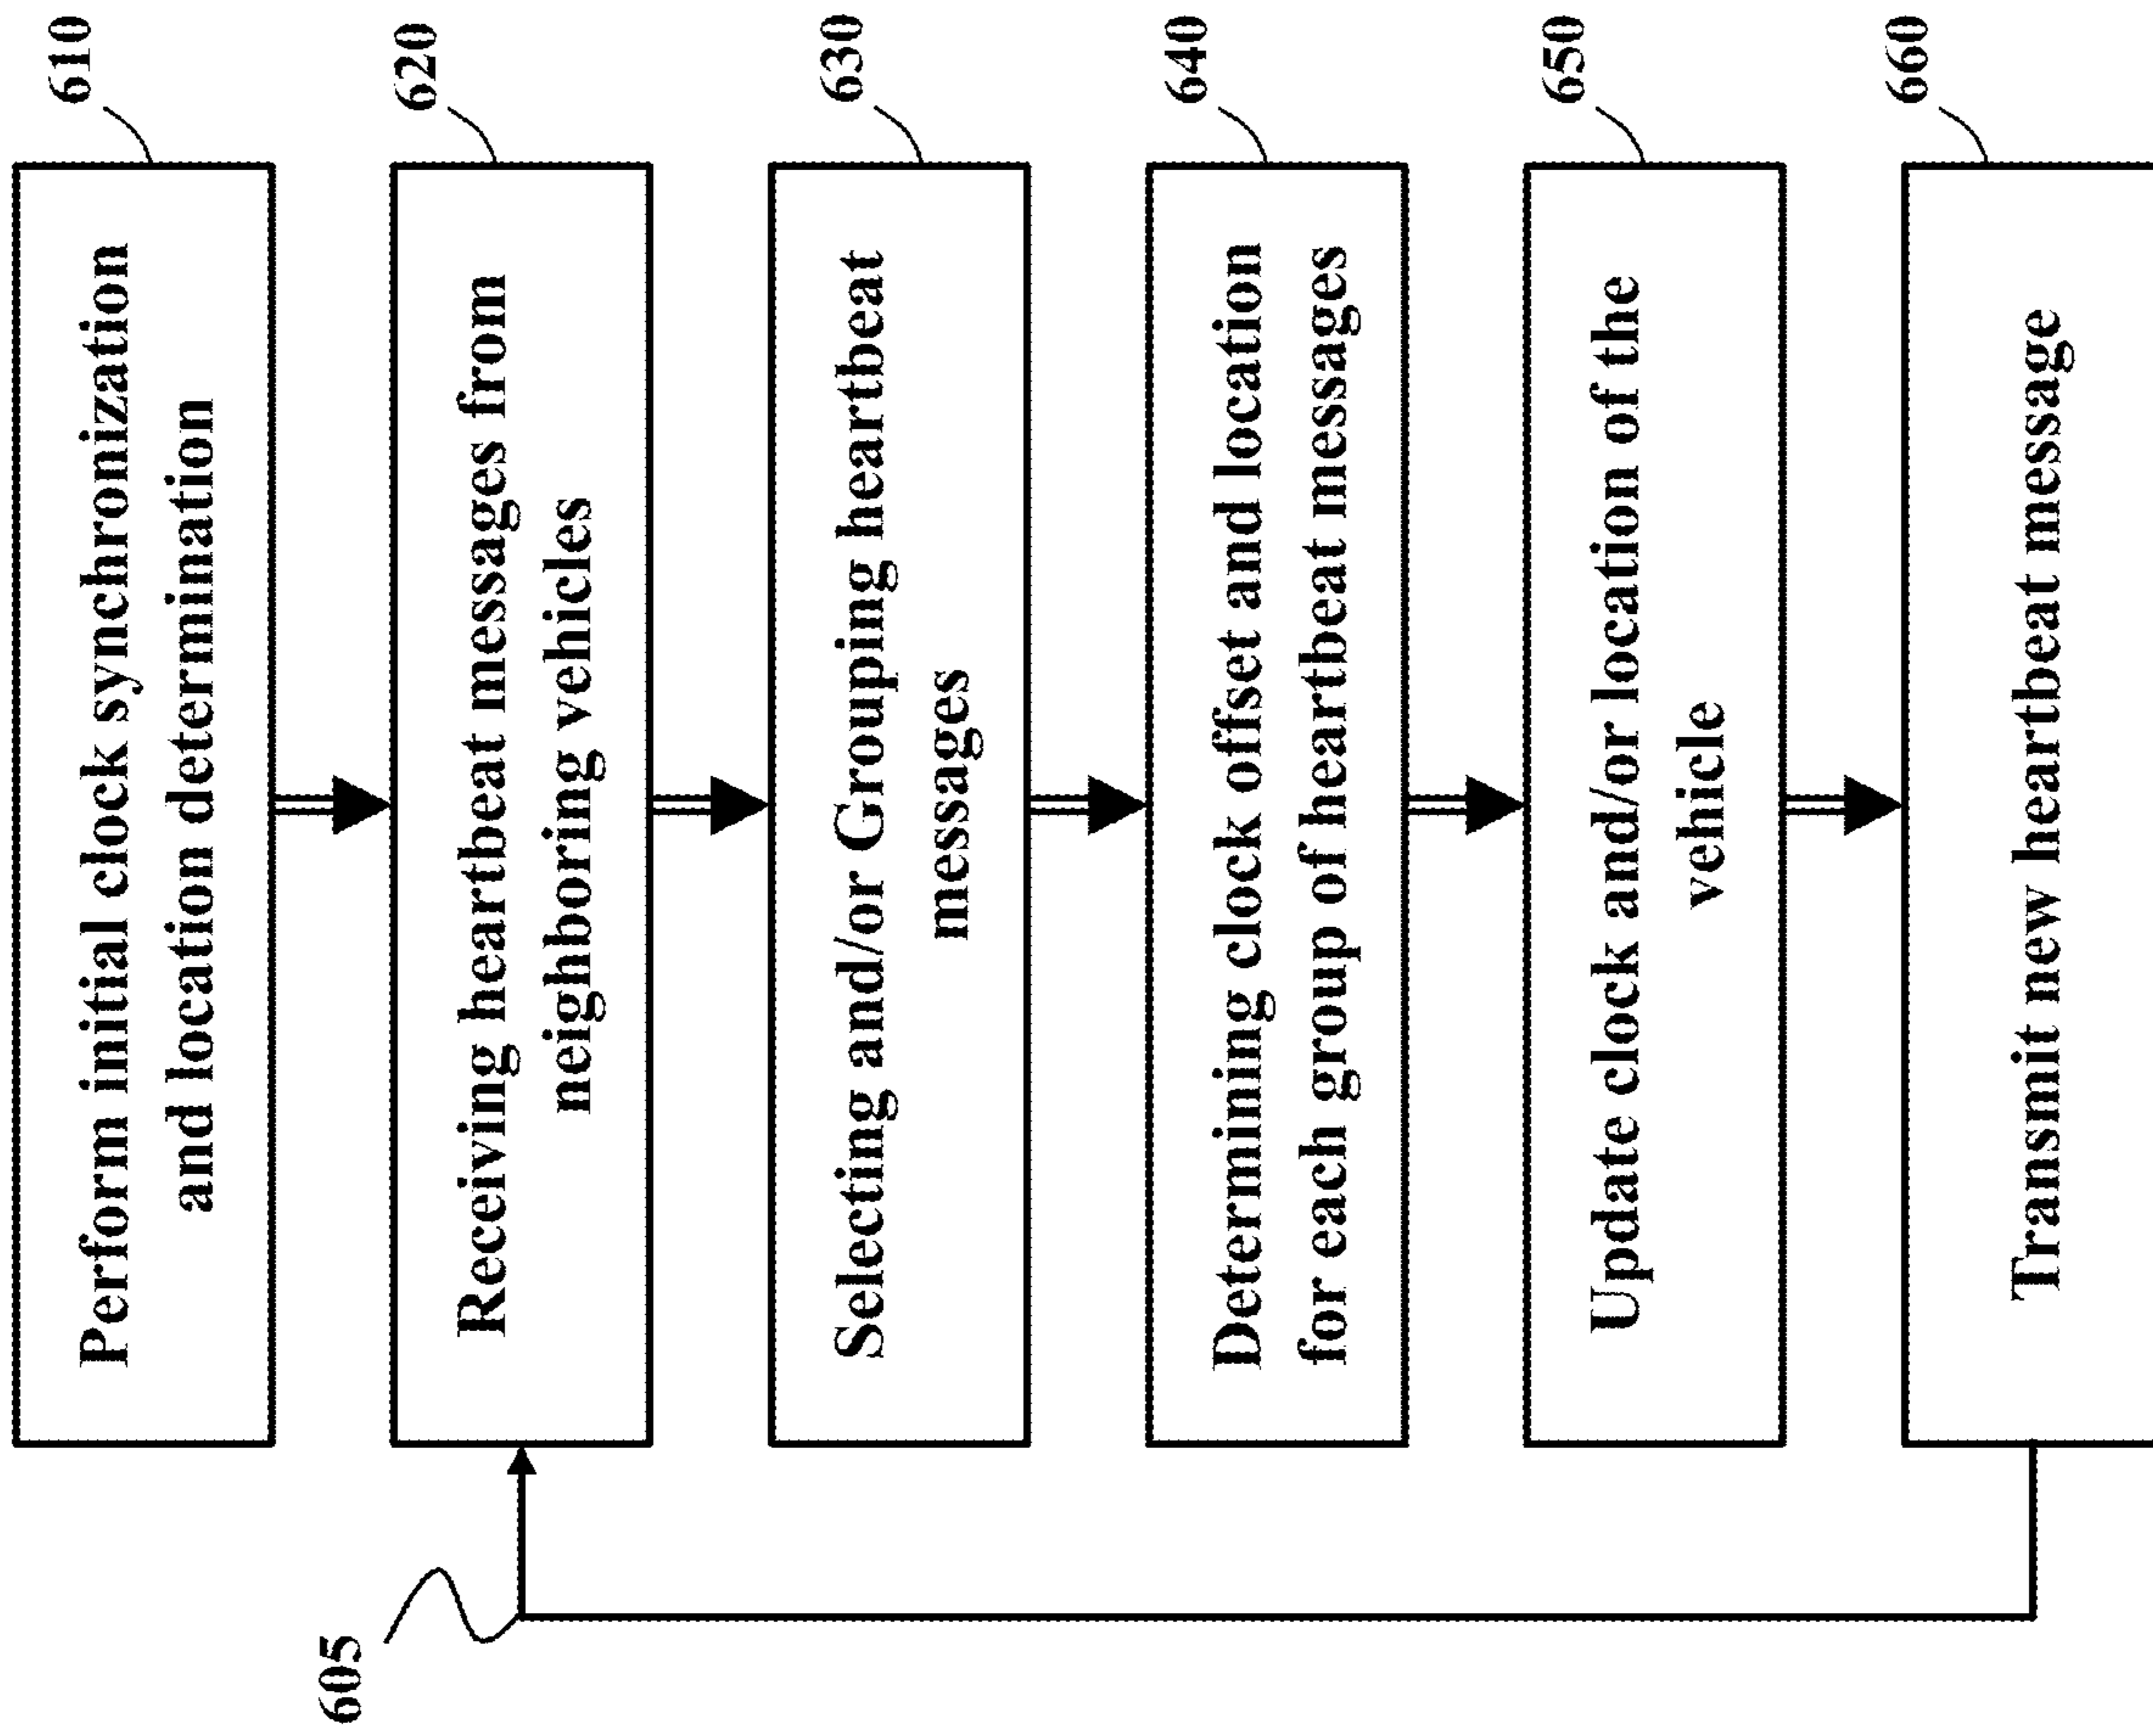 610
Perform initial clock synchronization
and location determination
620
Receiving heartbeat messages from
neighboring vehicles
605
630
Selecting and/or Grouping heartbeat
messages
640
Determining clock offset and location
for each group of heartbeat messages
650
Update clock and/or location of the
vehicle
660
Transmit new heartbeat message